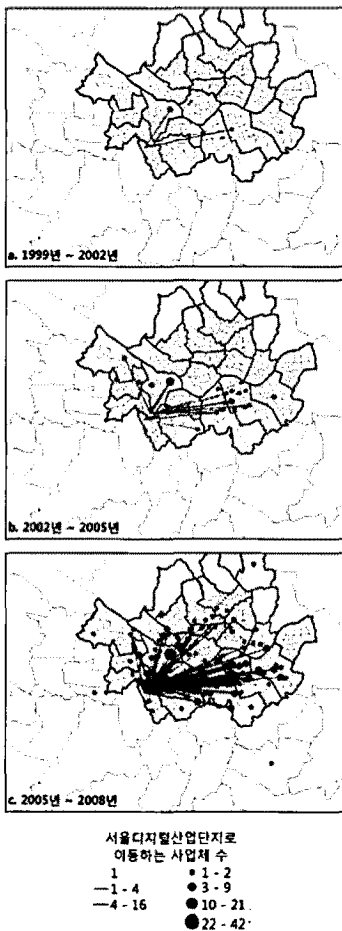 a. 1999년 ~ 2002년
b. 2002년 ~ 2005년
c. 2005년 ~ 2008년
서울디지털산업단지로
이동하는 사업체 수
1 1 - 2
1 - 4 3 - 9
4 - 16 10 - 21
22 - 42